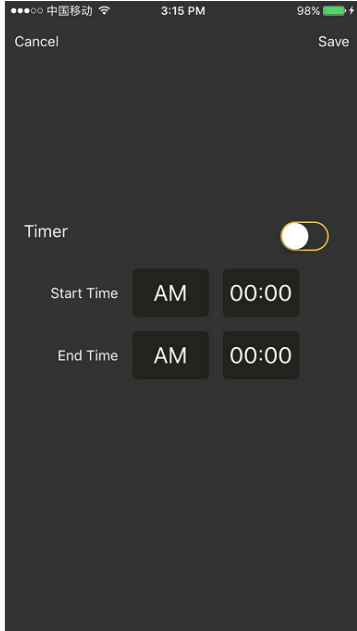 中国移动 3:15 PM 98%
Cancel Save
Timer
Start Time AM 00:00
End Time AM 00:00